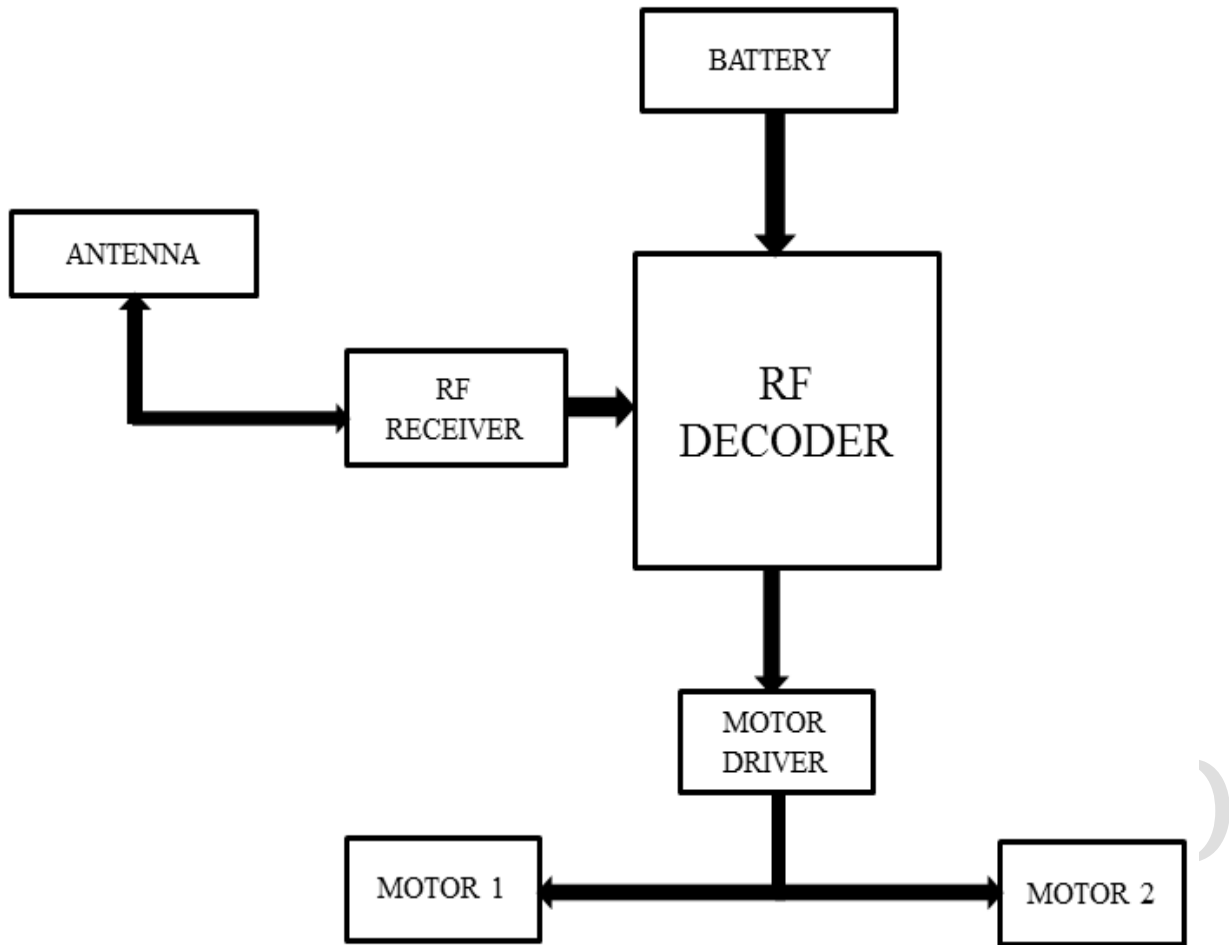 BATTERY
ANTENNA
RF
RECEIVER
RF
DECODER
MOTOR
DRIVER
MOTOR 1
MOTOR 2
)